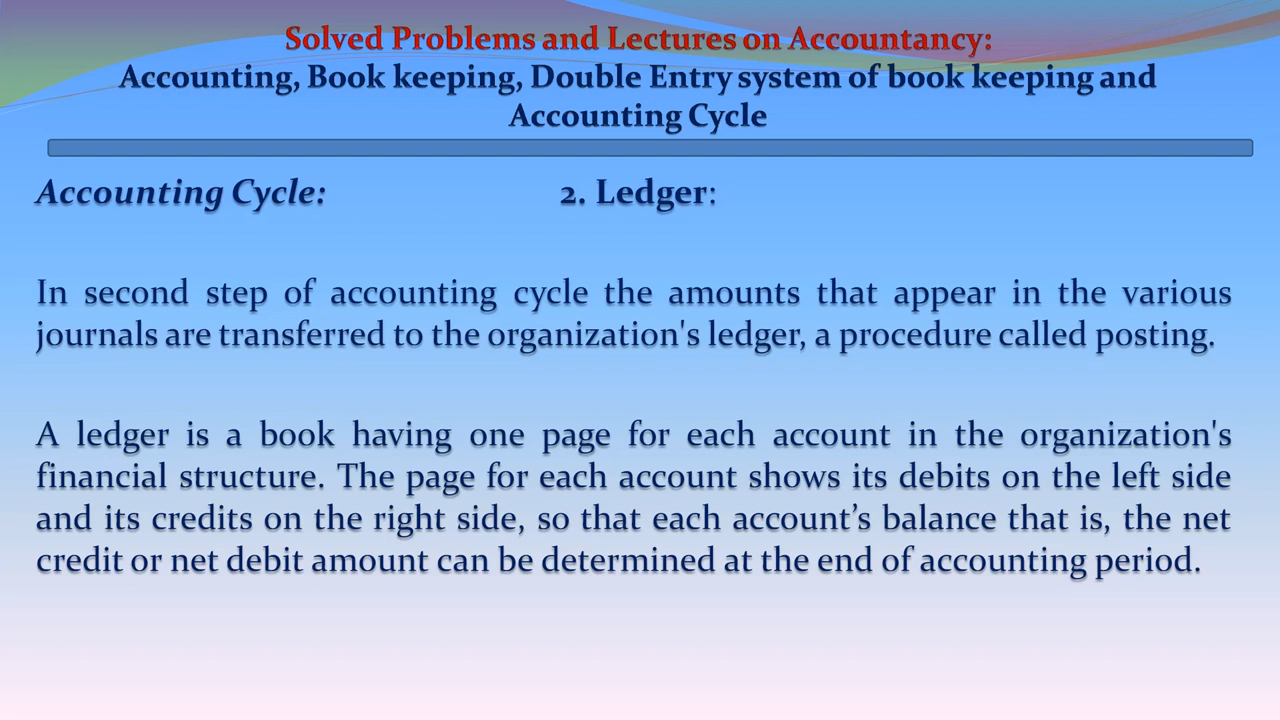 Solved Problems and Lectures on Accountancy:
Accounting, Book keeping, Double Entry system of book keeping and
Accounting Cycle
Accounting Cycle: 2. Ledger:
In second step of accounting cycle the amounts that appear in the various
journals are transferred to the organization's ledger, a procedure called posting.
A ledger is a book having one page for each account in the organization's
financial structure. The page for each account shows its debits on the left side
and its credits on the right side, so that each account’s balance that is, the net
credit or net debit amount can be determined at the end of accounting period.